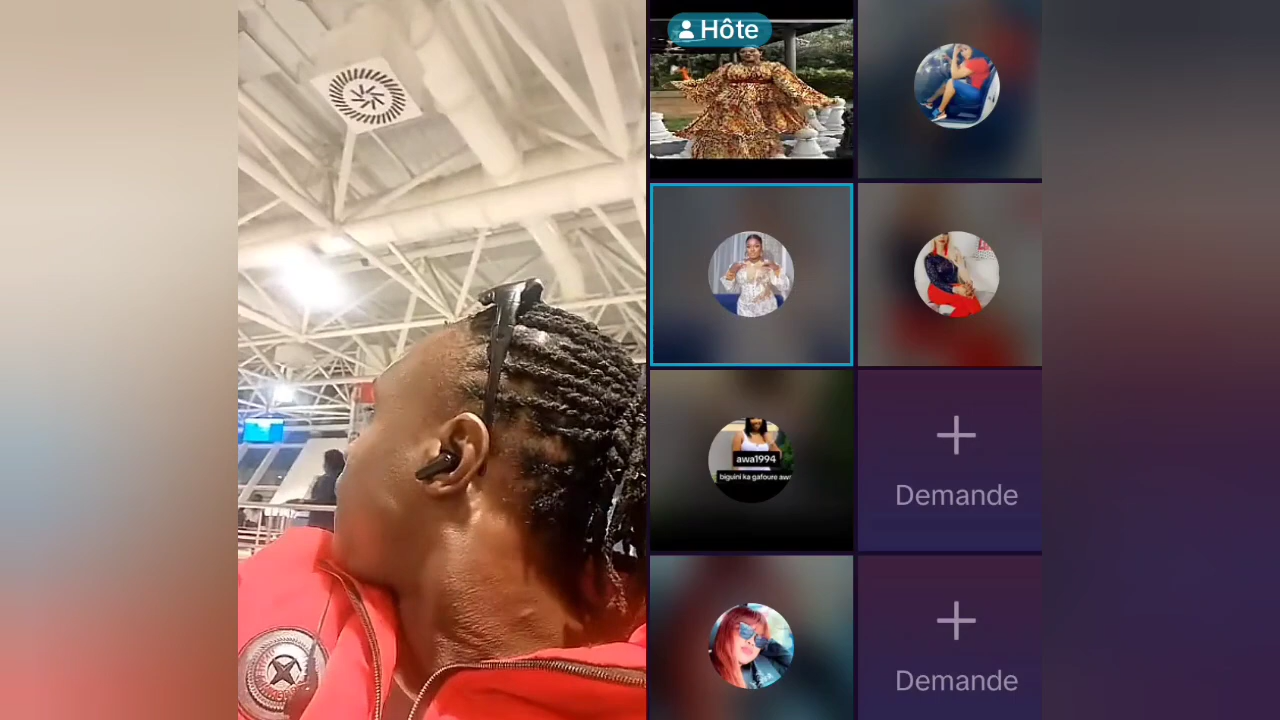 Hôte
awa1994
biguini ka gafoure awa
Demande
Demande